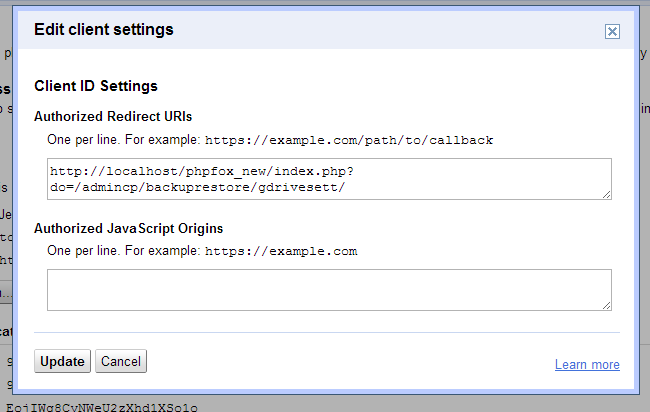 Edit client settings
Client ID Settings
Authorized Redirect URIs
One per line. For example: https://example.com/path/to/callback
http://localhost/phpfox_new/index.php?
do=/admincp/backuprestore/gdrivesett/
Authorized JavaScript Origins
One per line. For example: https://example.com
Update Cancel
Learn more